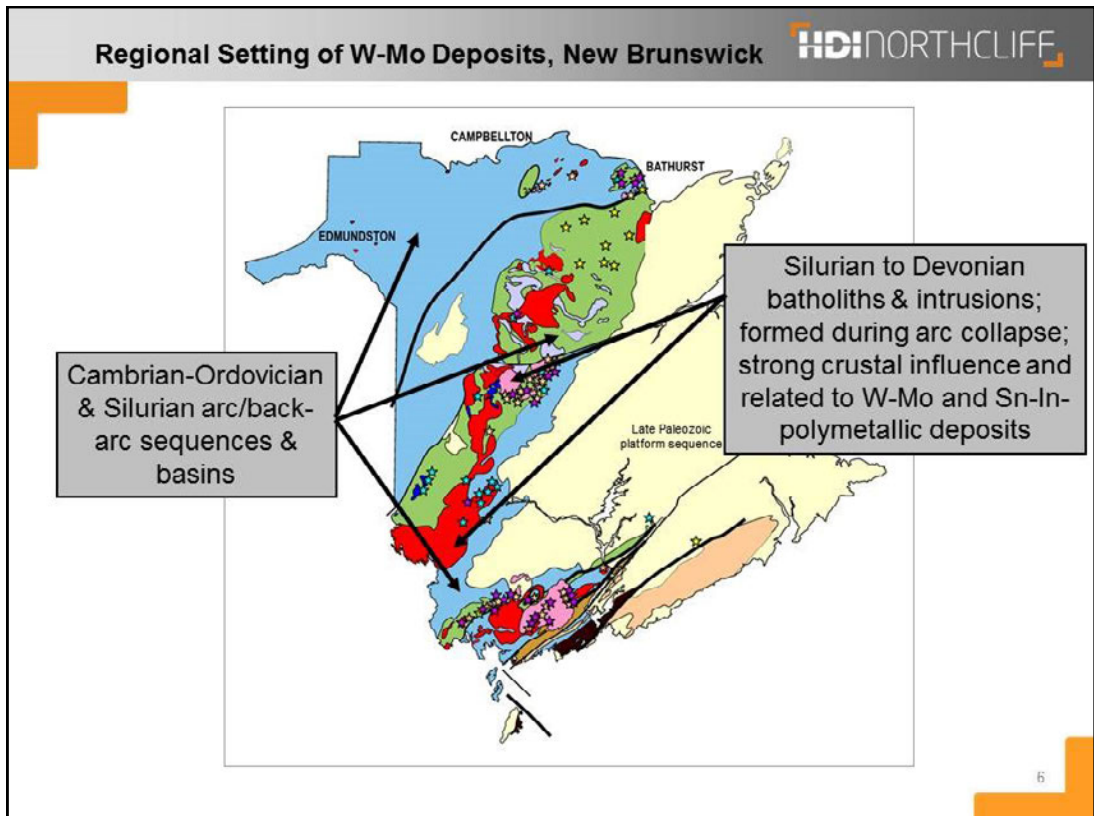 Regional Setting of W-Mo Deposits, New Brunswick
HDI NORTHCLIFF
CAMPBELLTON
BATHURST
EDMUNDSTON
Silurian to Devonian
batholiths & intrusions;
formed during arc collapse;
strong crustal influence and
related to W-Mo and Sn-In-
polymetallic deposits
Cambrian-Ordovician
& Silurian arc/back-
arc sequences &
basins
Late Paleozoic
platform sequence
6